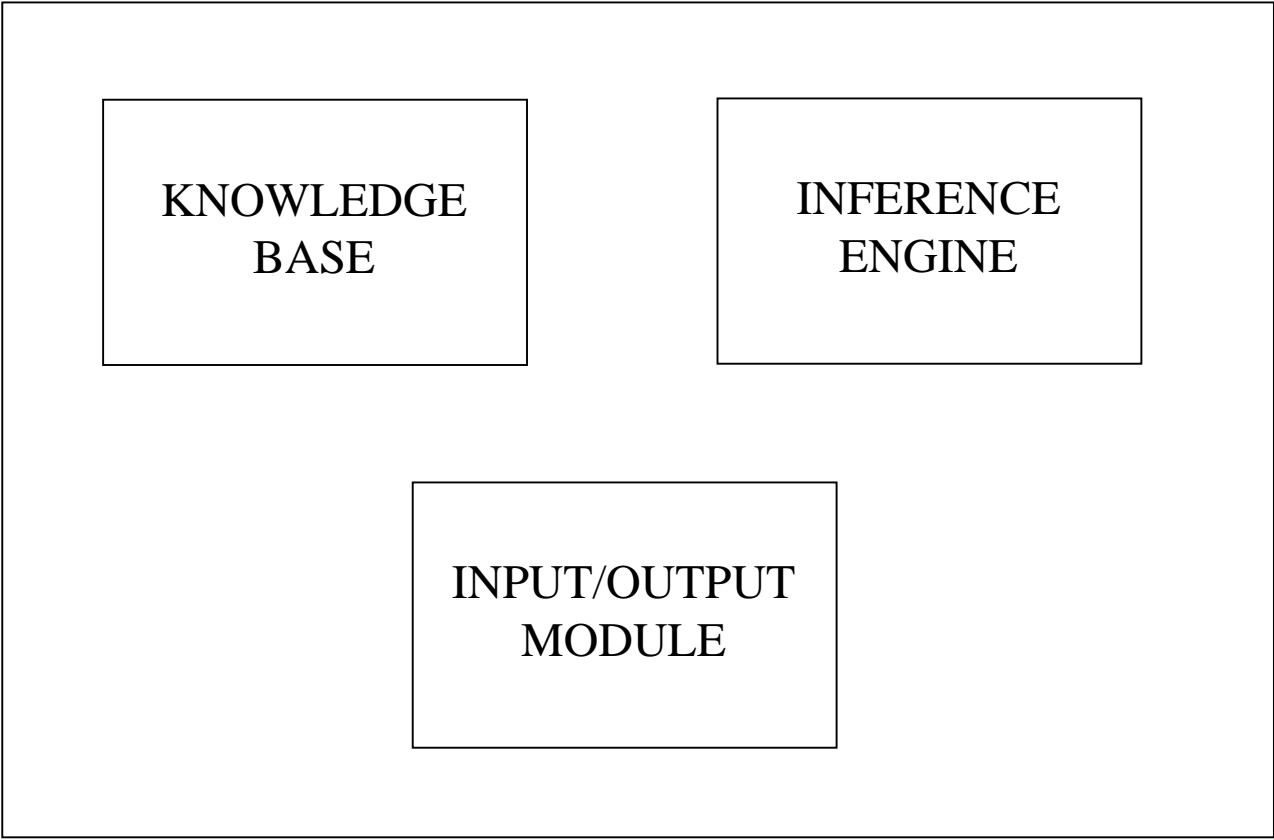 KNOWLEDGE
BASE
INFERENCE
ENGINE
INPUT/OUTPUT
MODULE